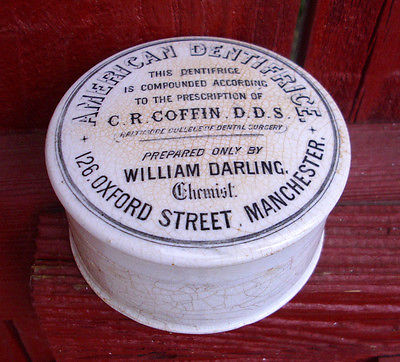 AMERICAN DENTIFRICE
THIS DENTIFRICE
IS COMPOUNDED ACCORDING
TO THE PRESCRIPTION OF
C. R. COFFIN, D.D.S.
BALTIMORE COLLEGE OF DENTAL SURGERY
PREPARED ONLY BY
WILLIAM DARLING,
Chemist.
126, OXFORD STREET, MANCHESTER.